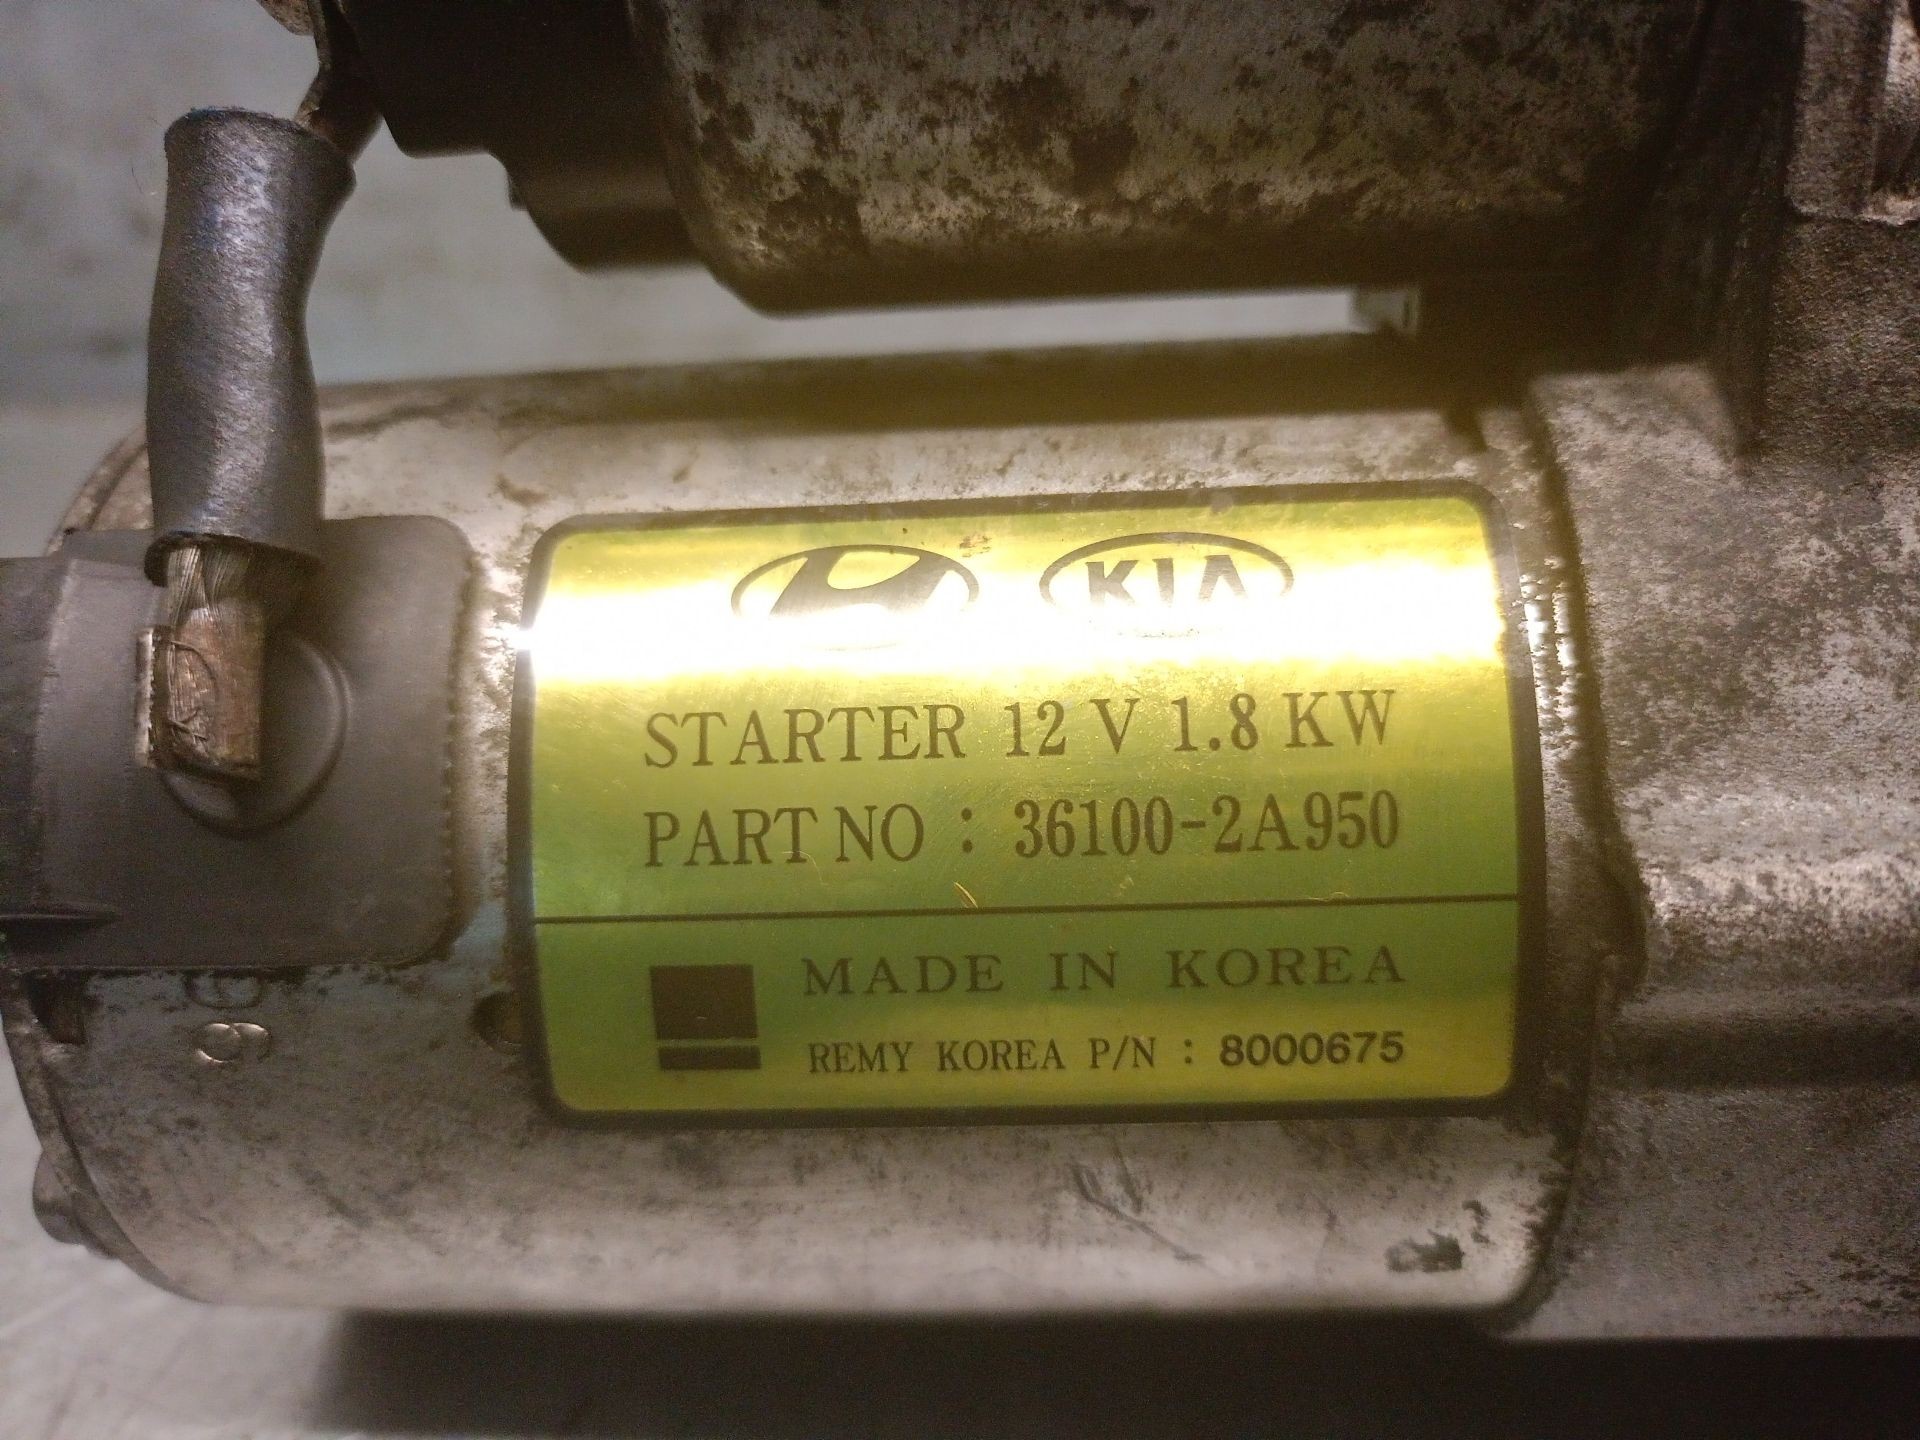 KIA
STARTER 12 V 1.8 KW
PART NO : 36100-2A950
MADE IN KOREA
REMY KOREA P/N : 8000675